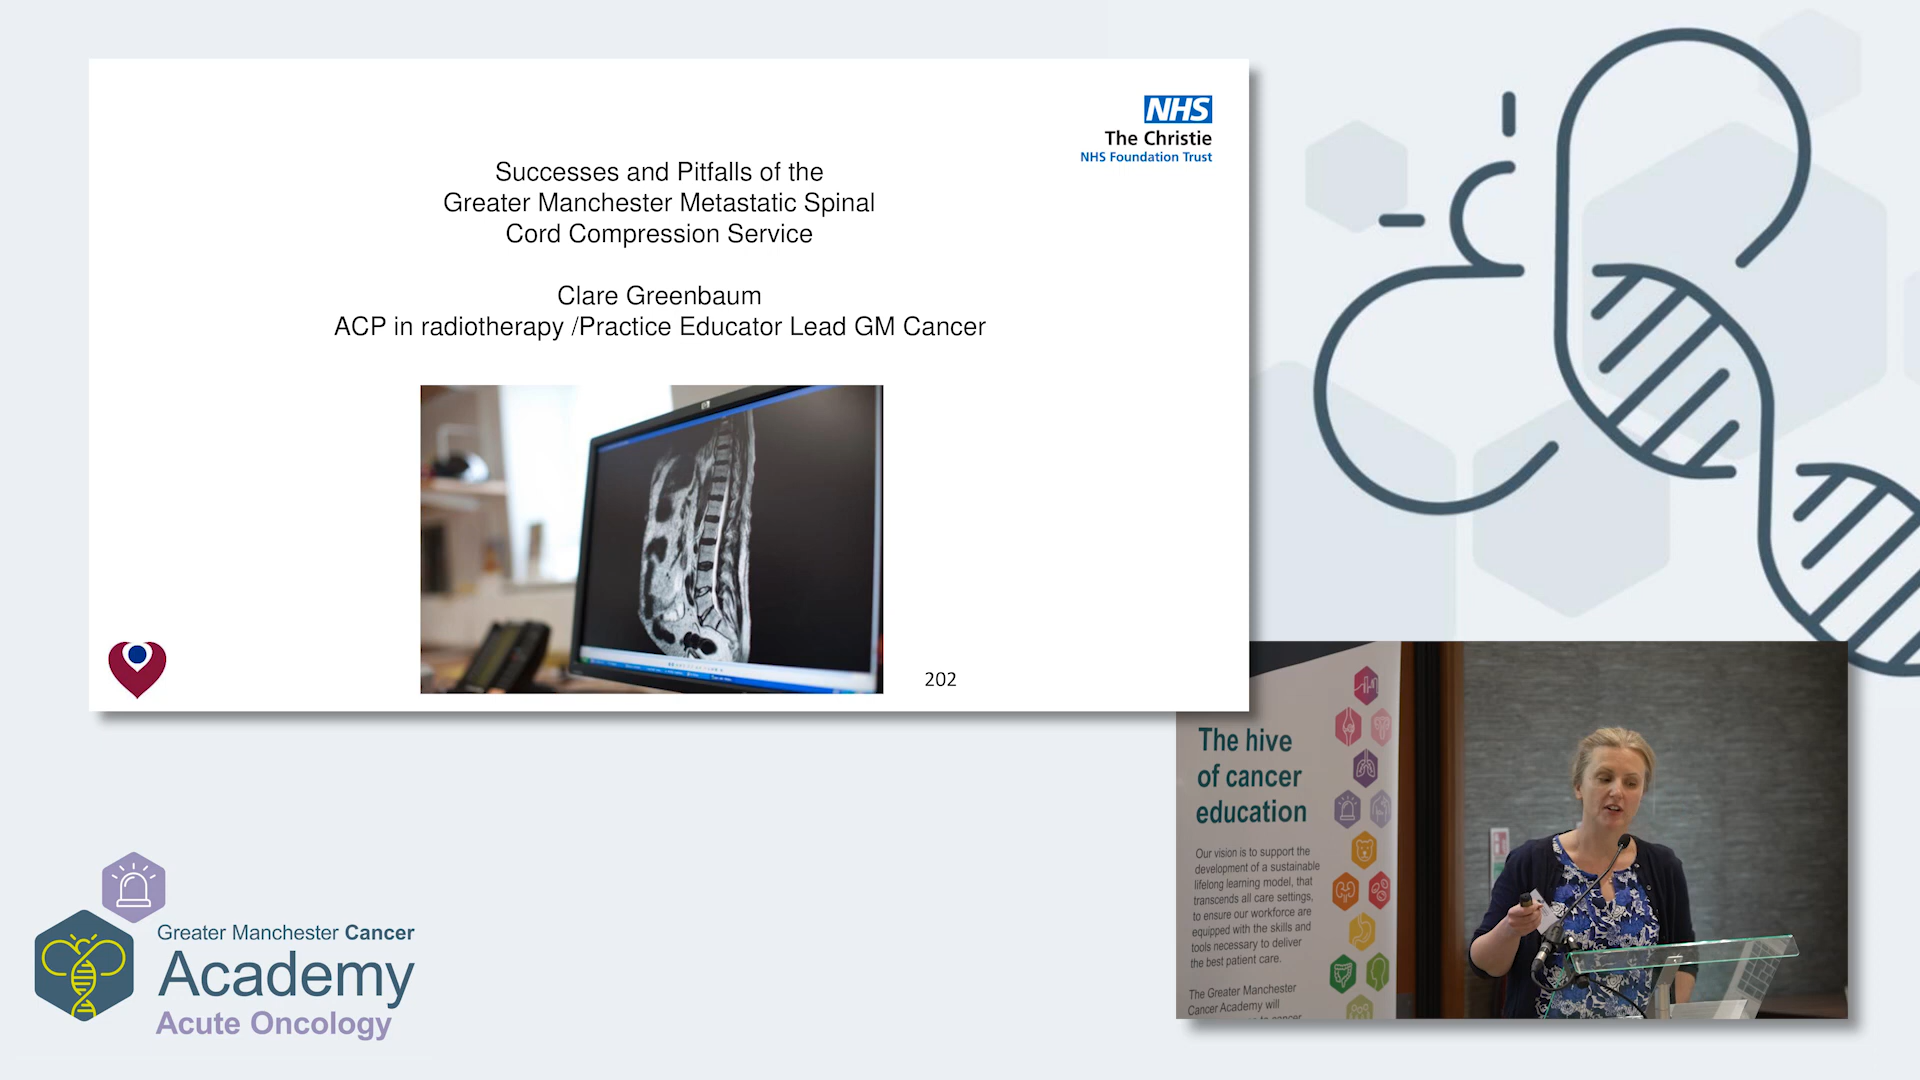 NHS
The Christie
NHS Foundation Trust
Successes and Pitfalls of the
Greater Manchester Metastatic Spinal
Cord Compression Service
Clare Greenbaum
ACP in radiotherapy /Practice Educator Lead GM Cancer
202
The hive
of cancer
education
Our vision is to support the
development of a sustainable
lifelong learning model, that
transcends all care settings,
to ensure our workforce are
equipped with the skills and
tools necessary to deliver
the best patient care.
The Greater Manchester
Cancer Academy will
to cancer
Greater Manchester Cancer
Academy
Acute Oncology